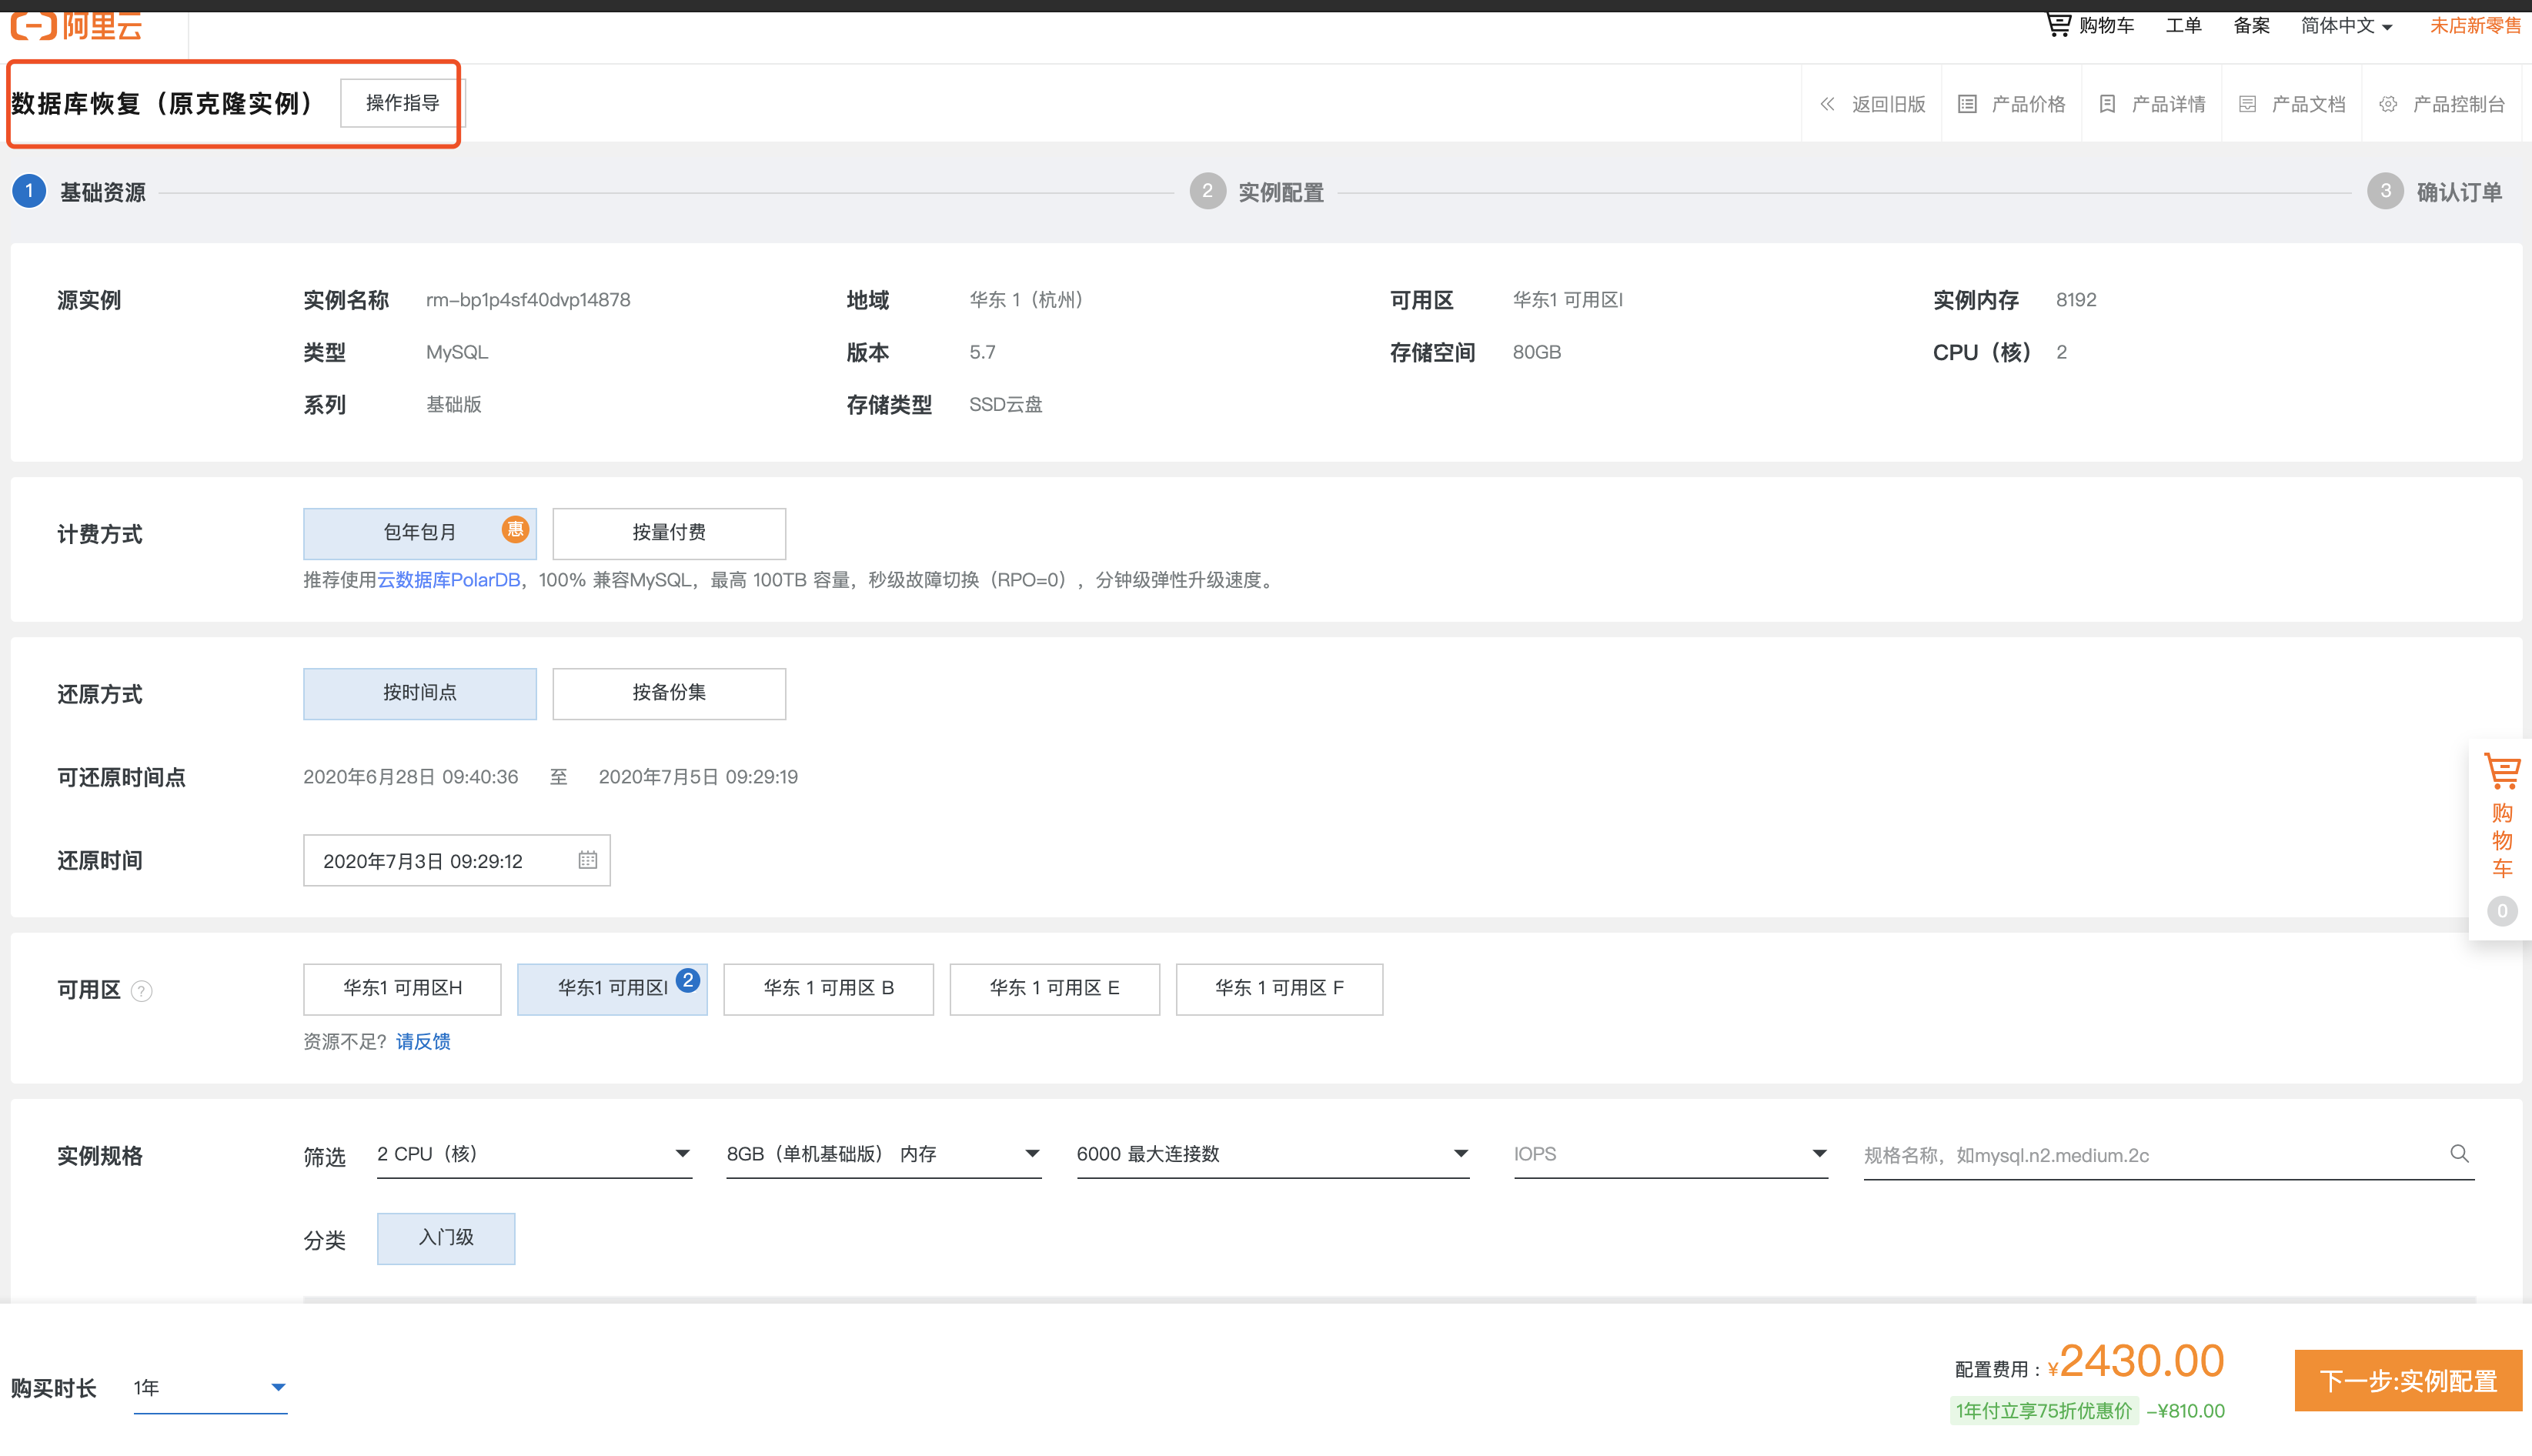 阿里云
购物车 工单 备案 简体中文 未店新零售
数据库恢复（原克隆实例） 操作指导
返回旧版 产品价格 产品详情 产品文档 产品控制台
1 基础资源 2 实例配置 3 确认订单
源实例 实例名称 rm-bp1p4sf40dvp14878 地域 华东 1（杭州） 可用区 华东1 可用区I 实例内存 8192
类型 MySQL 版本 5.7 存储空间 80GB CPU（核） 2
系列 基础版 存储类型 SSD云盘
计费方式 包年包月 惠 按量付费
推荐使用云数据库PolarDB，100% 兼容MySQL，最高 100TB 容量，秒级故障切换（RPO=0），分钟级弹性升级速度。
还原方式 按时间点 按备份集
可还原时间点 2020年6月28日 09:40:36 至 2020年7月5日 09:29:19
还原时间 2020年7月3日 09:29:12
购物车
0
可用区 ? 华东1 可用区H 华东1 可用区I 2 华东 1 可用区 B 华东 1 可用区 E 华东 1 可用区 F
资源不足？请反馈
实例规格 筛选 2 CPU（核） 8GB（单机基础版） 内存 6000 最大连接数 IOPS 规格名称，如mysql.n2.medium.2c
分类 入门级
购买时长 1年 配置费用：¥2430.00 下一步:实例配置
1年付立享75折优惠价 -¥810.00